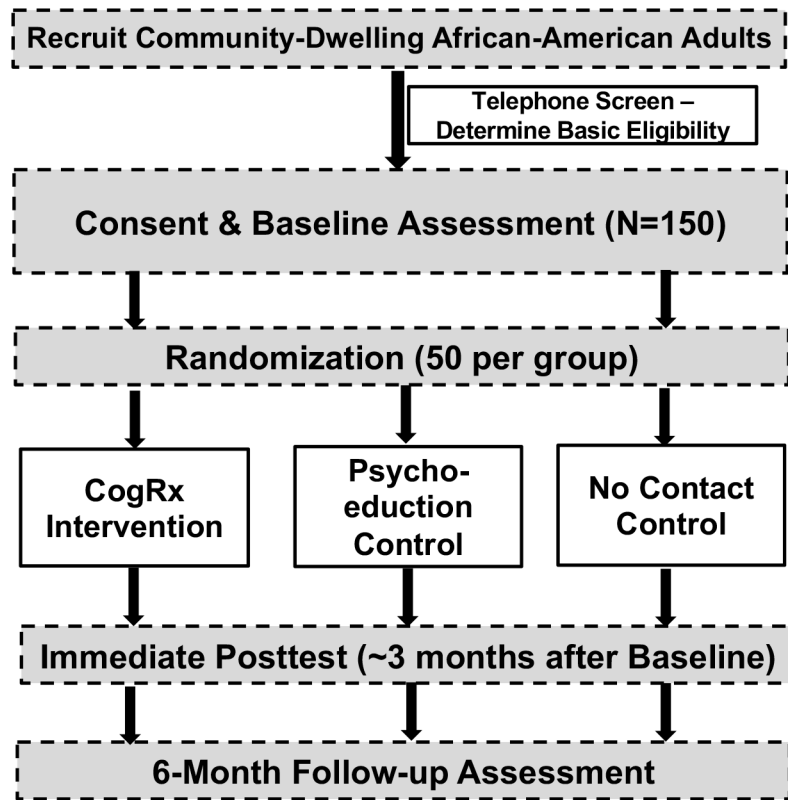 Recruit Community-Dwelling African-American Adults
Telephone Screen –
Determine Basic Eligibility
Consent & Baseline Assessment (N=150)
Randomization (50 per group)
CogRx
Intervention
Psycho-
eduction
Control
No Contact
Control
Immediate Posttest (~3 months after Baseline)
6-Month Follow-up Assessment